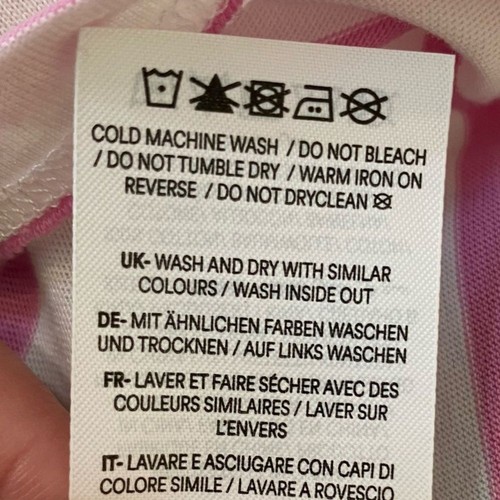 COLD MACHINE WASH / DO NOT BLEACH
/ DO NOT TUMBLE DRY / WARM IRON ON
REVERSE / DO NOT DRYCLEAN
UK- WASH AND DRY WITH SIMILAR
COLOURS / WASH INSIDE OUT
DE- MIT ÄHNLICHEN FARBEN WASCHEN
UND TROCKNEN / AUF LINKS WASCHEN
FR- LAVER ET FAIRE SÉCHER AVEC DES
COULEURS SIMILAIRES / LAVER SUR
L'ENVERS
IT- LAVARE E ASCIUGARE CON CAPI DI
COLORE SIMILE / LAVARE A ROVESCIO